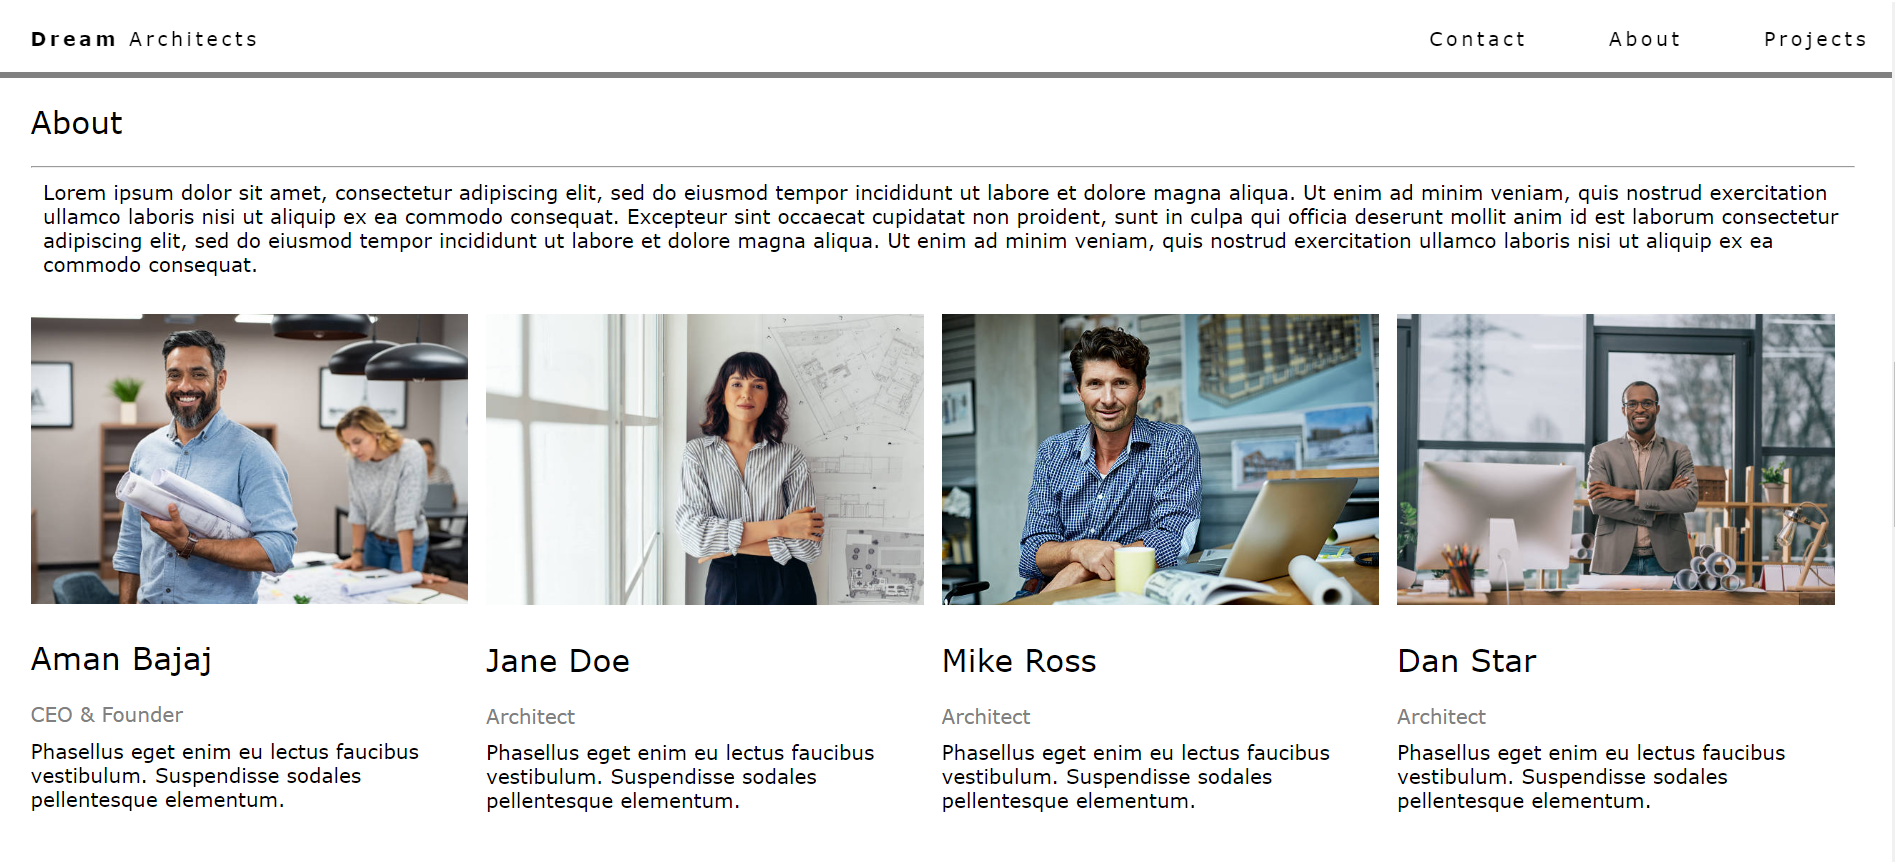 Dream Architects
Contact About Projects
About
Lorem ipsum dolor sit amet, consectetur adipiscing elit, sed do eiusmod tempor incididunt ut labore et dolore magna aliqua. Ut enim ad minim veniam, quis nostrud exercitation
ullamco laboris nisi ut aliquip ex ea commodo consequat. Excepteur sint occaecat cupidatat non proident, sunt in culpa qui officia deserunt mollit anim id est laborum consectetur
adipiscing elit, sed do eiusmod tempor incididunt ut labore et dolore magna aliqua. Ut enim ad minim veniam, quis nostrud exercitation ullamco laboris nisi ut aliquip ex ea
commodo consequat.
Aman Bajaj
CEO & Founder
Phasellus eget enim eu lectus faucibus
vestibulum. Suspendisse sodales
pellentesque elementum.
Jane Doe
Architect
Phasellus eget enim eu lectus faucibus
vestibulum. Suspendisse sodales
pellentesque elementum.
Mike Ross
Architect
Phasellus eget enim eu lectus faucibus
vestibulum. Suspendisse sodales
pellentesque elementum.
Dan Star
Architect
Phasellus eget enim eu lectus faucibus
vestibulum. Suspendisse sodales
pellentesque elementum.